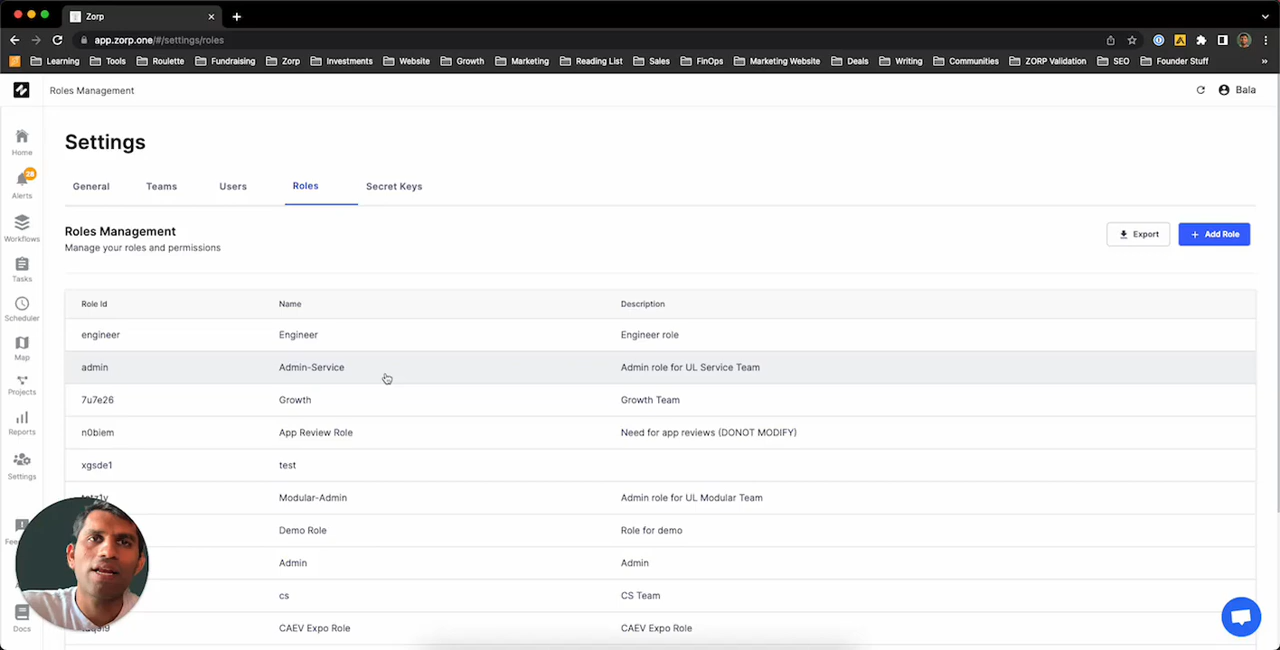 Zorp
app.zorp.one/#/settings/roles
Learning Tools Roulette Fundraising Zorp Investments Website Growth Marketing Reading List Sales FinOps Marketing Website Deals Writing Communities ZORP Validation SEO Founder Stuff »
Roles Management
Bala
Settings
General Teams Users Roles Secret Keys
Roles Management
Manage your roles and permissions
Export
+ Add Role
Home
28
Alerts
Workflows
Tasks
Scheduler
Map
Projects
Reports
Settings
Docs
Role Id Name Description
engineer Engineer Engineer role
admin Admin-Service Admin role for UL Service Team
7u7e26 Growth Growth Team
n0biem App Review Role Need for app reviews (DONOT MODIFY)
xgsde1 test
Modular-Admin Admin role for UL Modular Team
Demo Role Role for demo
Admin Admin
cs CS Team
CAEV Expo Role CAEV Expo Role